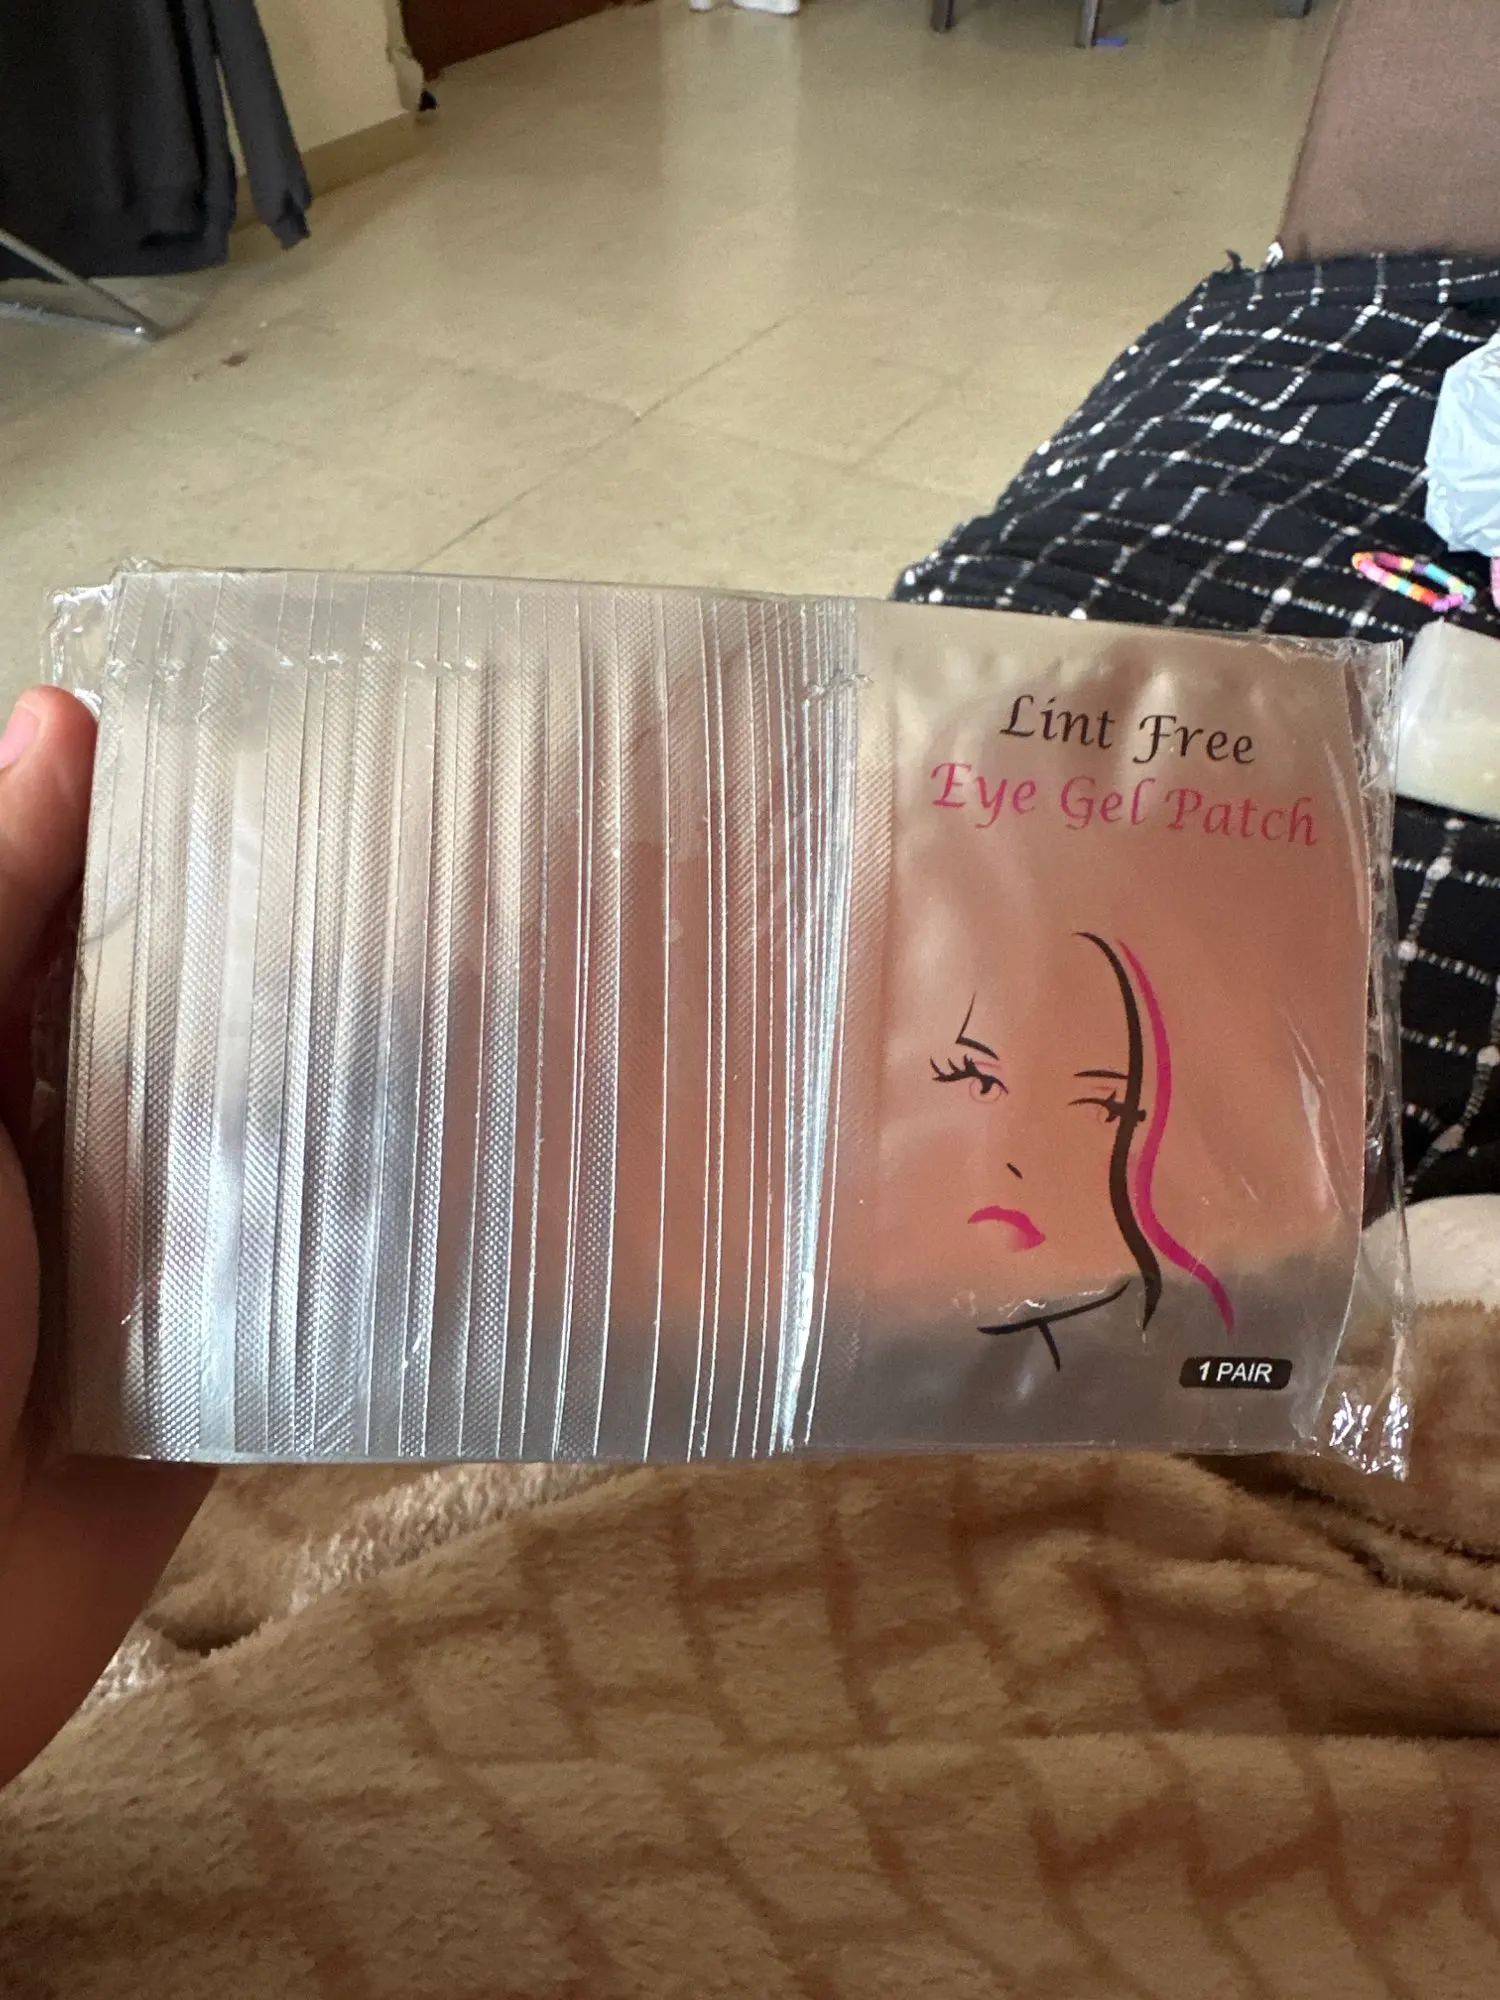 Lint Free
Eye Gel Patch
1 PAIR